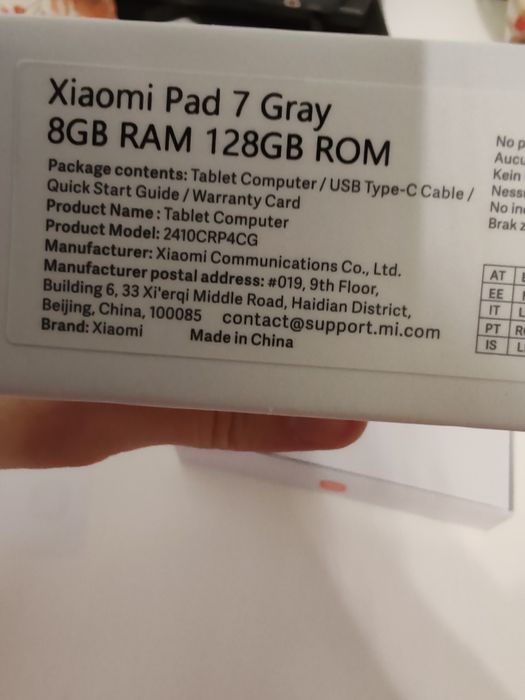 Xiaomi Pad 7 Gray
8GB RAM 128GB ROM
Package contents: Tablet Computer / USB Type-C Cable /
Quick Start Guide / Warranty Card
Product Name : Tablet Computer
Product Model: 2410CRP4CG
Manufacturer: Xiaomi Communications Co., Ltd.
Manufacturer postal address: #019, 9th Floor,
Building 6, 33 Xi'erqi Middle Road, Haidian District,
Beijing, China, 100085 contact@support.mi.com
Brand: Xiaomi Made in China
No
Kein
No
Brak
AT
EE
IT
PT
IS